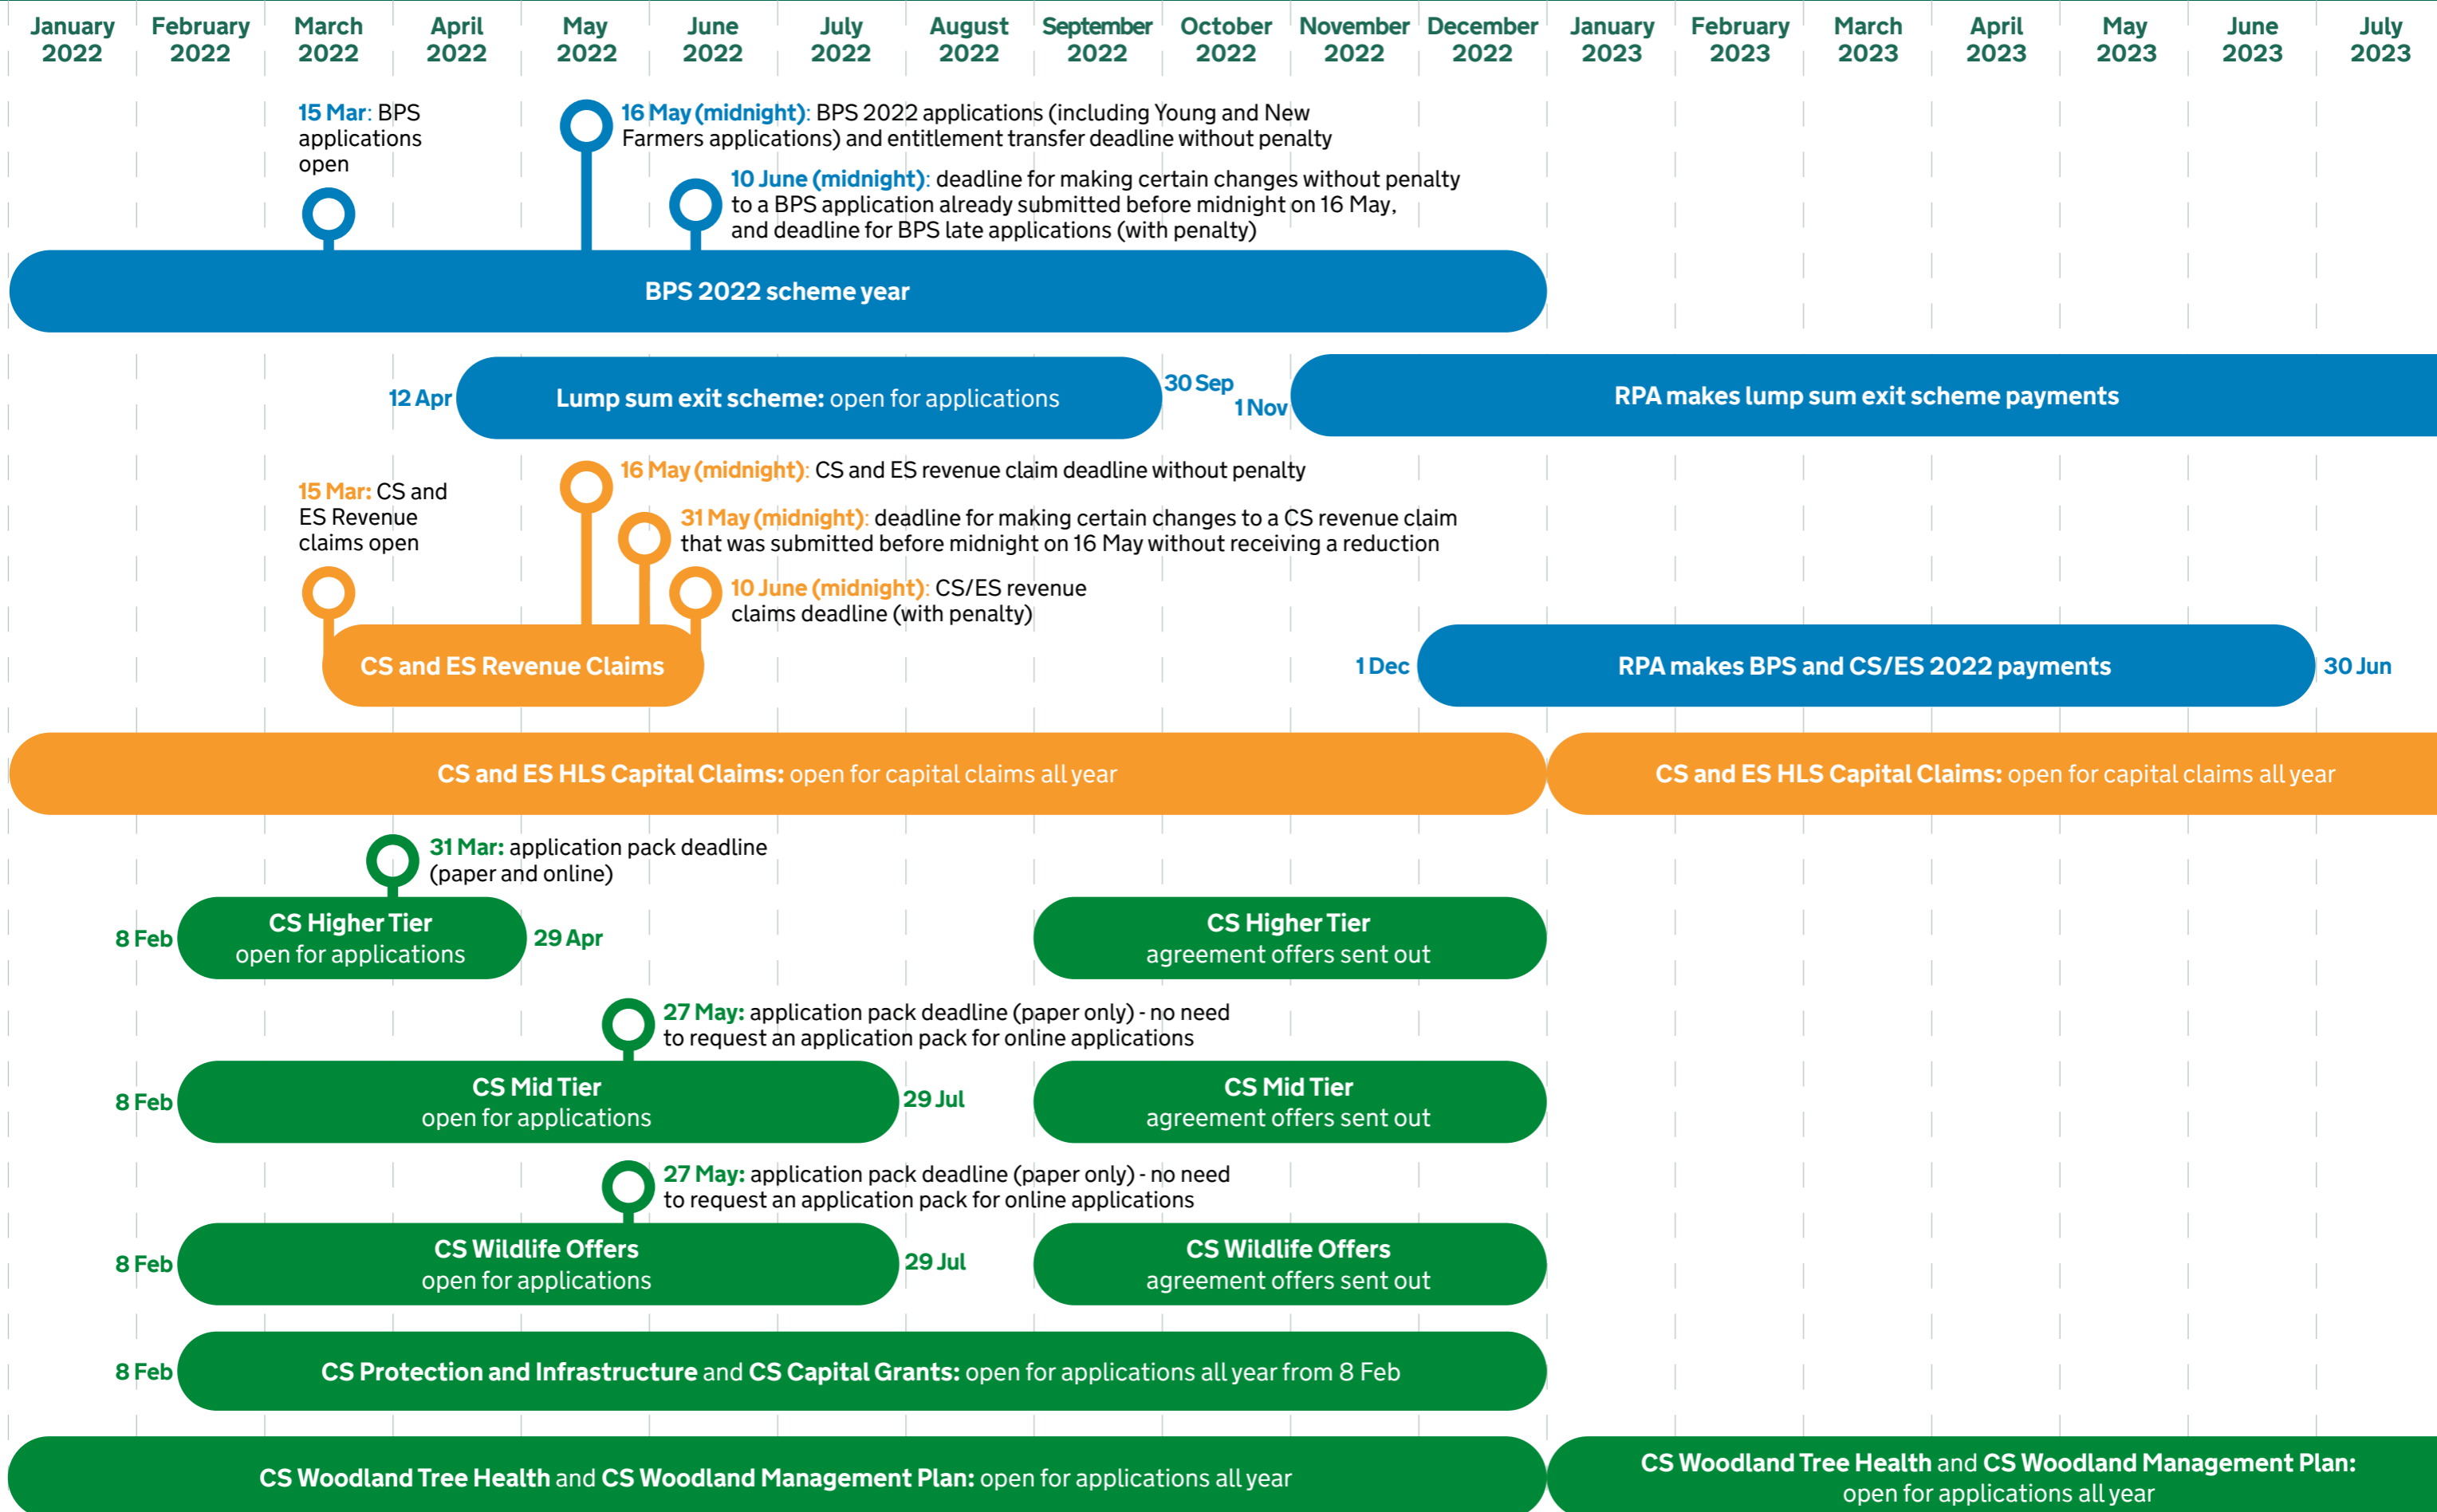 January February March April May June July August September October November December January February March April May June July
2022 2022 2022 2022 2022 2022 2022 2022 2022 2022 2022 2022 2023 2023 2023 2023 2023 2023 2023
15 Mar: BPS
applications
open
16 May (midnight): BPS 2022 applications (including Young and New
Farmers applications) and entitlement transfer deadline without penalty
10 June (midnight): deadline for making certain changes without penalty
to a BPS application already submitted before midnight on 16 May,
and deadline for BPS late applications (with penalty)
BPS 2022 scheme year
12 Apr
Lump sum exit scheme: open for applications
30 Sep
1 Nov
RPA makes lump sum exit scheme payments
15 Mar: CS and
ES Revenue
claims open
16 May (midnight): CS and ES revenue claim deadline without penalty
31 May (midnight): deadline for making certain changes to a CS revenue claim
that was submitted before midnight on 16 May without receiving a reduction
10 June (midnight): CS/ES revenue
claims deadline (with penalty)
CS and ES Revenue Claims
1 Dec
RPA makes BPS and CS/ES 2022 payments
30 Jun
CS and ES HLS Capital Claims: open for capital claims all year
CS and ES HLS Capital Claims: open for capital claims all year
31 Mar: application pack deadline
(paper and online)
8 Feb
CS Higher Tier
open for applications
29 Apr
CS Higher Tier
agreement offers sent out
27 May: application pack deadline (paper only) - no need
to request an application pack for online applications
8 Feb
CS Mid Tier
open for applications
29 Jul
CS Mid Tier
agreement offers sent out
27 May: application pack deadline (paper only) - no need
to request an application pack for online applications
8 Feb
CS Wildlife Offers
open for applications
29 Jul
CS Wildlife Offers
agreement offers sent out
8 Feb
CS Protection and Infrastructure and CS Capital Grants: open for applications all year from 8 Feb
CS Woodland Tree Health and CS Woodland Management Plan: open for applications all year
CS Woodland Tree Health and CS Woodland Management Plan:
open for applications all year